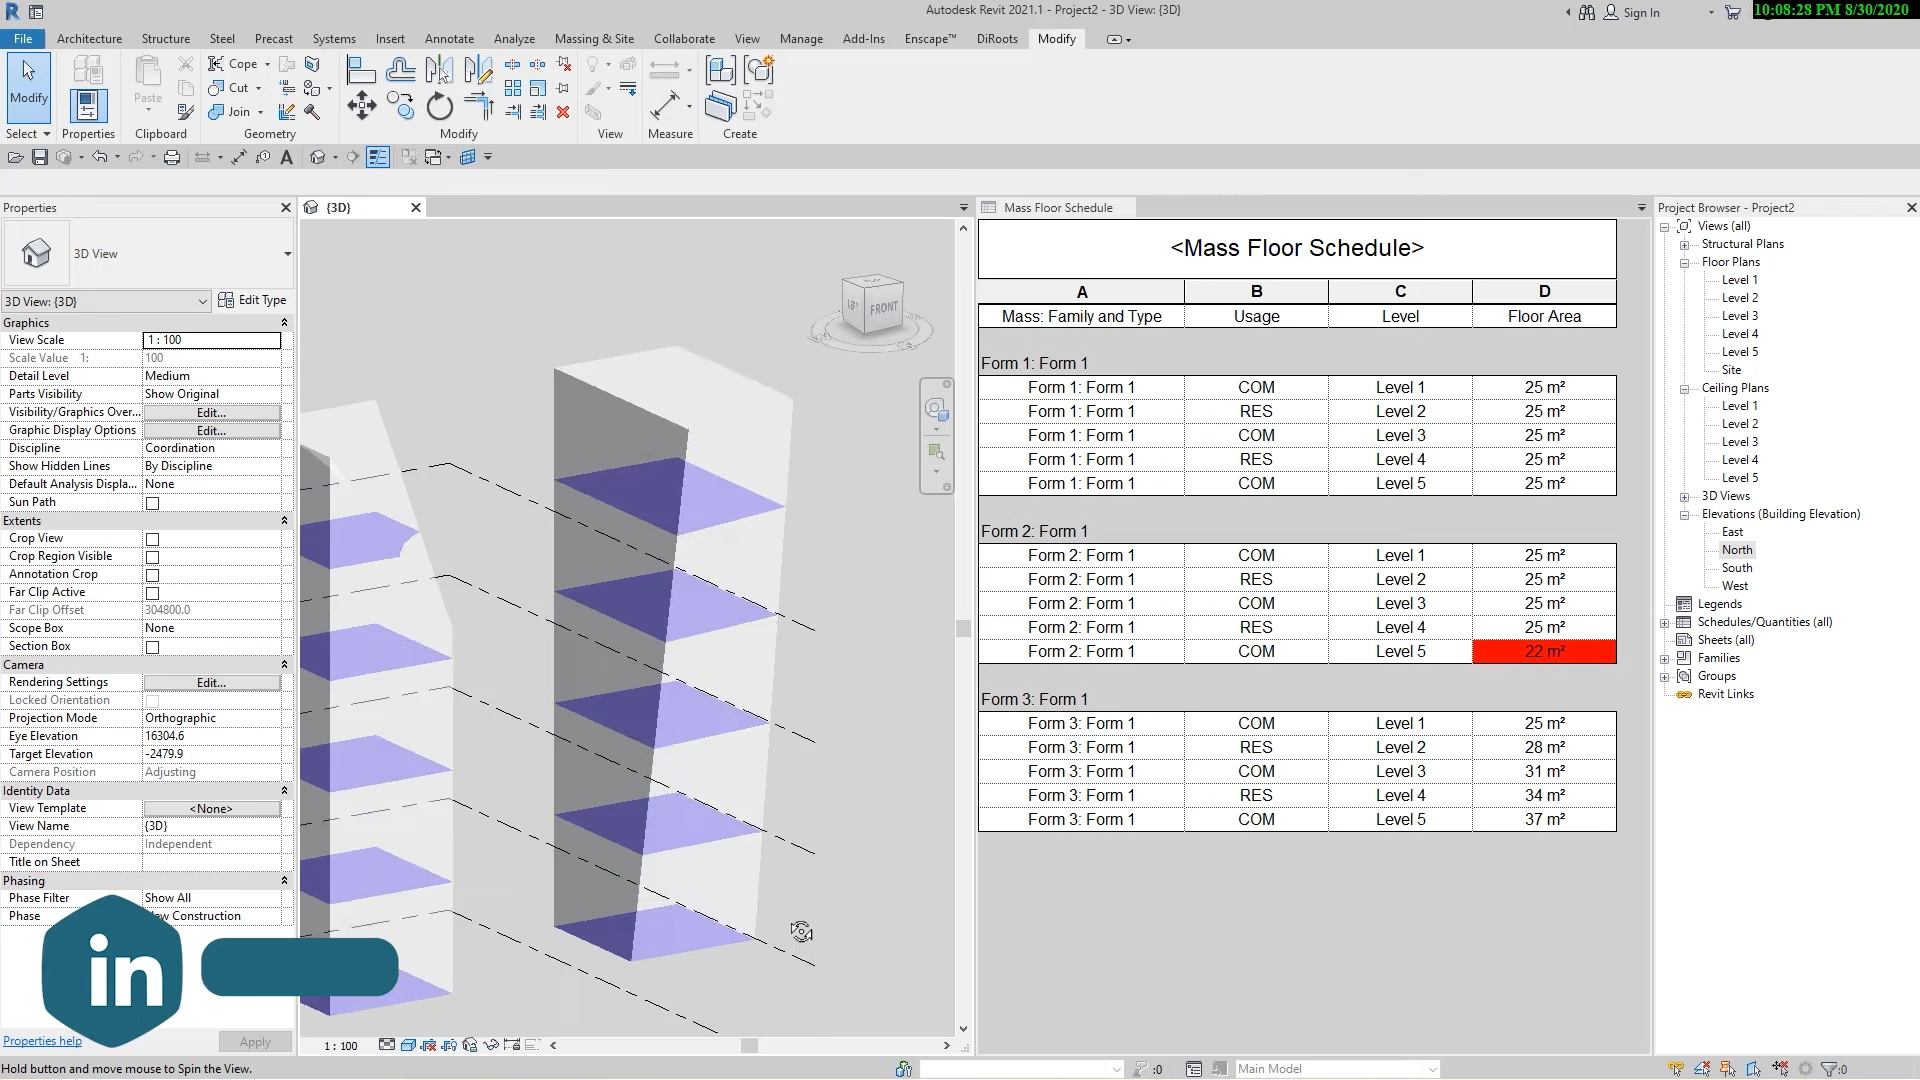 Autodesk Revit 2021.1 - Project2 - 3D View: {3D}
Sign In
10:08:28 PM 8/30/2020
File Architecture Structure Steel Precast Systems Insert Annotate Analyze Massing & Site Collaborate View Manage Add-Ins Enscape™ DiRoots Modify
Modify
Paste
Cope
Cut
Join
Select Properties Clipboard Geometry Modify View Measure Create
Properties
3D View
3D View: {3D} Edit Type
Graphics
View Scale 1 : 100
Scale Value 1: 100
Detail Level Medium
Parts Visibility Show Original
Visibility/Graphics Over... Edit...
Graphic Display Options Edit...
Discipline Coordination
Show Hidden Lines By Discipline
Default Analysis Displa... None
Sun Path
Extents
Crop View
Crop Region Visible
Annotation Crop
Far Clip Active
Far Clip Offset 304800.0
Scope Box None
Section Box
Camera
Rendering Settings Edit...
Locked Orientation
Projection Mode Orthographic
Eye Elevation 16304.6
Target Elevation -2479.9
Camera Position Adjusting
Identity Data
View Template <None>
View Name {3D}
Dependency Independent
Title on Sheet
Phasing
Phase Filter Show All
Phase Construction
in
Properties help Apply
{3D}
FRONT
1 : 100
Mass Floor Schedule
<Mass Floor Schedule>
A B C D
Mass: Family and Type Usage Level Floor Area
Form 1: Form 1
Form 1: Form 1 COM Level 1 25 m²
Form 1: Form 1 RES Level 2 25 m²
Form 1: Form 1 COM Level 3 25 m²
Form 1: Form 1 RES Level 4 25 m²
Form 1: Form 1 COM Level 5 25 m²
Form 2: Form 1
Form 2: Form 1 COM Level 1 25 m²
Form 2: Form 1 RES Level 2 25 m²
Form 2: Form 1 COM Level 3 25 m²
Form 2: Form 1 RES Level 4 25 m²
Form 2: Form 1 COM Level 5 22 m²
Form 3: Form 1
Form 3: Form 1 COM Level 1 25 m²
Form 3: Form 1 RES Level 2 28 m²
Form 3: Form 1 COM Level 3 31 m²
Form 3: Form 1 RES Level 4 34 m²
Form 3: Form 1 COM Level 5 37 m²
Project Browser - Project2
Views (all)
Structural Plans
Floor Plans
Level 1
Level 2
Level 3
Level 4
Level 5
Site
Ceiling Plans
Level 1
Level 2
Level 3
Level 4
Level 5
3D Views
Elevations (Building Elevation)
East
North
South
West
Legends
Schedules/Quantities (all)
Sheets (all)
Families
Groups
Revit Links
Hold button and move mouse to Spin the View.
:0
Main Model
:0